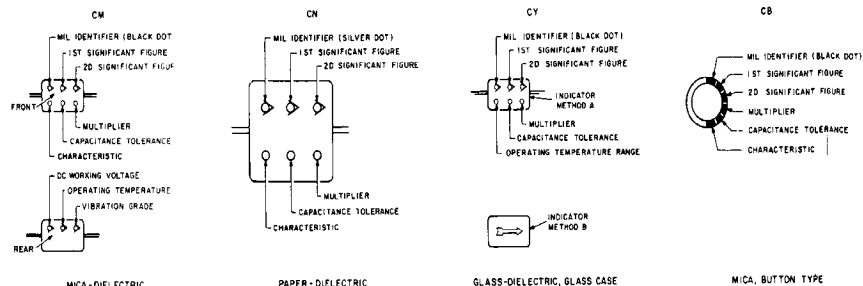 CM
MIL IDENTIFIER (BLACK DOT
1ST SIGNIFICANT FIGURE
2D SIGNIFICANT FIGUR
FRONT
MULTIPLIER
CAPACITANCE TOLERANCE
CHARACTERISTIC
DC WORKING VOLTAGE
OPERATING TEMPERATURE
VIBRATION GRADE
REAR
MICA-DIELECTRIC
CN
MIL IDENTIFIER (SILVER DOT)
1ST SIGNIFICANT FIGURE
2D SIGNIFICANT FIGURE
MULTIPLIER
CAPACITANCE TOLERANCE
CHARACTERISTIC
PAPER-DIELECTRIC
CY
MIL IDENTIFIER (BLACK DOT)
1ST SIGNIFICANT FIGURE
2D SIGNIFICANT FIGURE
INDICATOR
METHOD A
MULTIPLIER
CAPACITANCE TOLERANCE
OPERATING TEMPERATURE RANGE
INDICATOR
METHOD B
GLASS-DIELECTRIC, GLASS CASE
CB
MIL IDENTIFIER (BLACK DOT)
1ST SIGNIFICANT FIGURE
2D SIGNIFICANT FIGURE
MULTIPLIER
CAPACITANCE TOLERANCE
CHARACTERISTIC
MICA, BUTTON TYPE